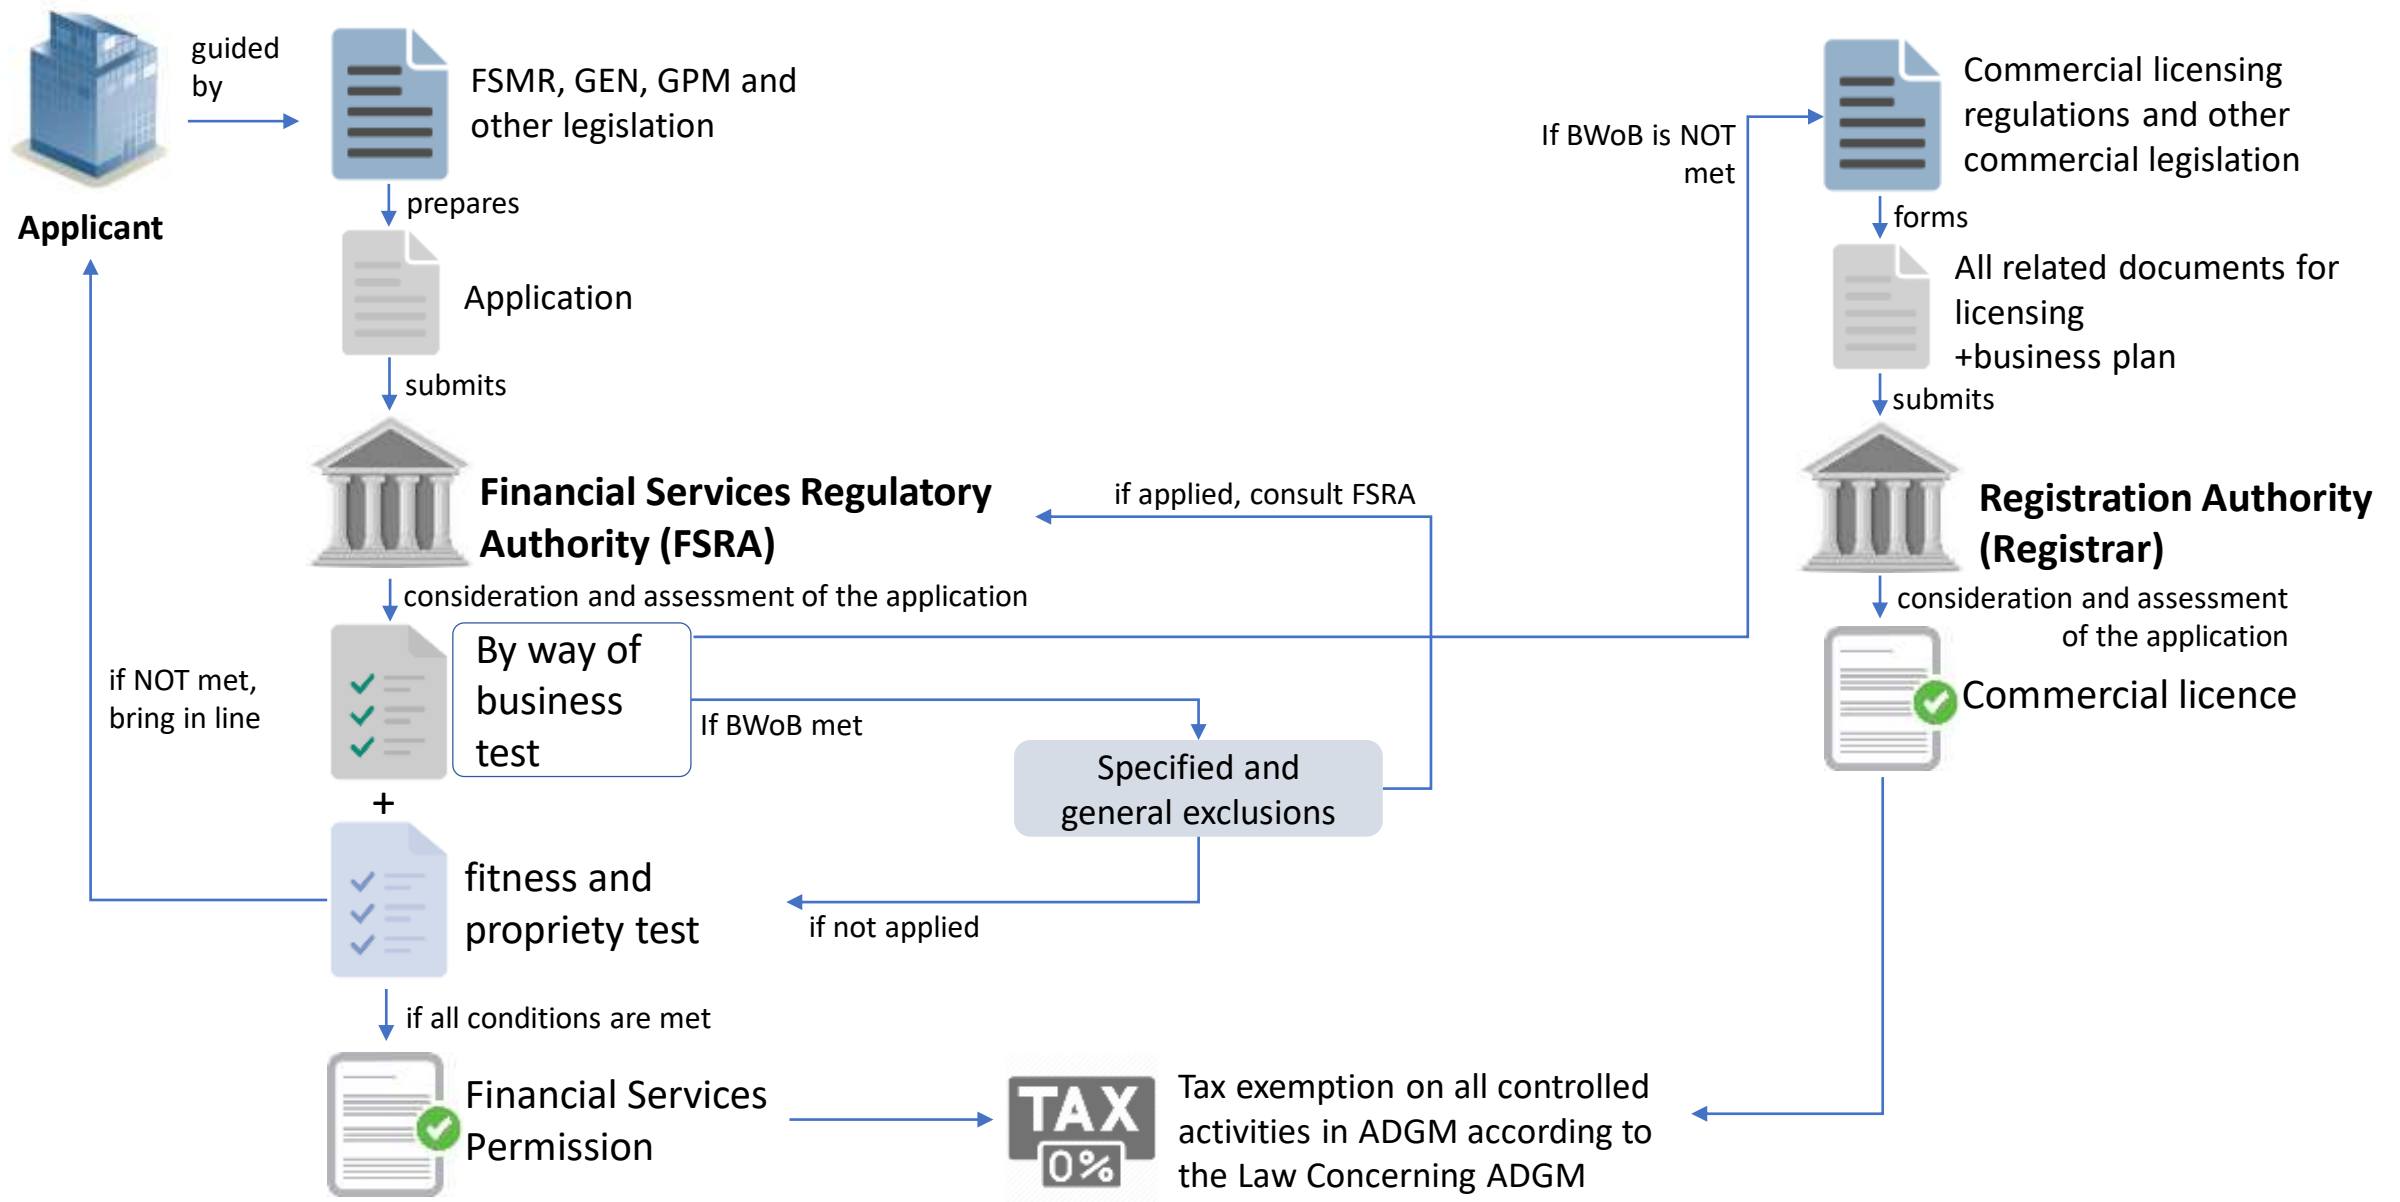 guided
by
FSMR, GEN, GPM and
other legislation
Applicant
prepares
Application
submits
Financial Services Regulatory
Authority (FSRA)
consideration and assessment of the application
By way of
business
test
If BWoB met
if applied, consult FSRA
Specified and
general exclusions
if not applied
if NOT met,
bring in line
+
fitness and
propriety test
if all conditions are met
Financial Services
Permission
TAX
0%
Tax exemption on all controlled
activities in ADGM according to
the Law Concerning ADGM
If BWoB is NOT
met
Commercial licensing
regulations and other
commercial legislation
forms
All related documents for
licensing
+business plan
submits
Registration Authority
(Registrar)
consideration and assessment
of the application
Commercial licence